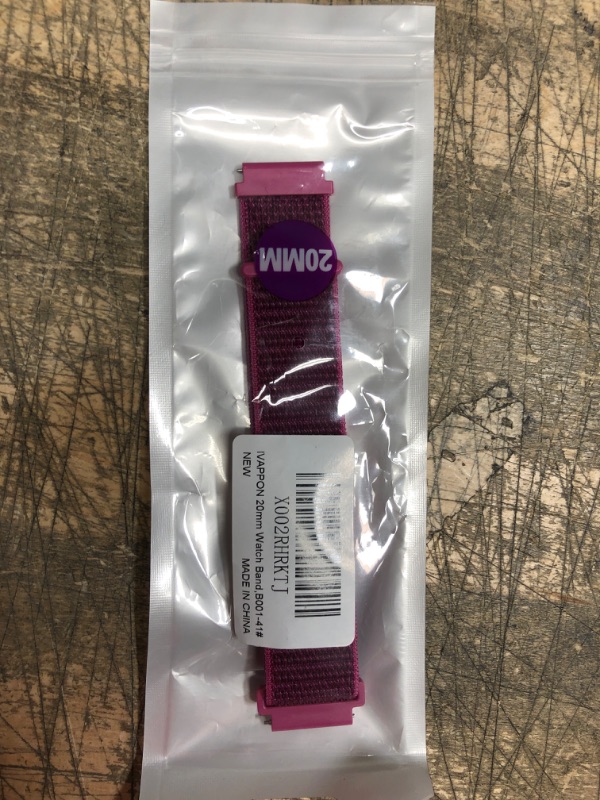 20MM
X002RHRKTJ
IVAPPON 20mm Watch Band,B001-41#
NEW
MADE IN CHINA